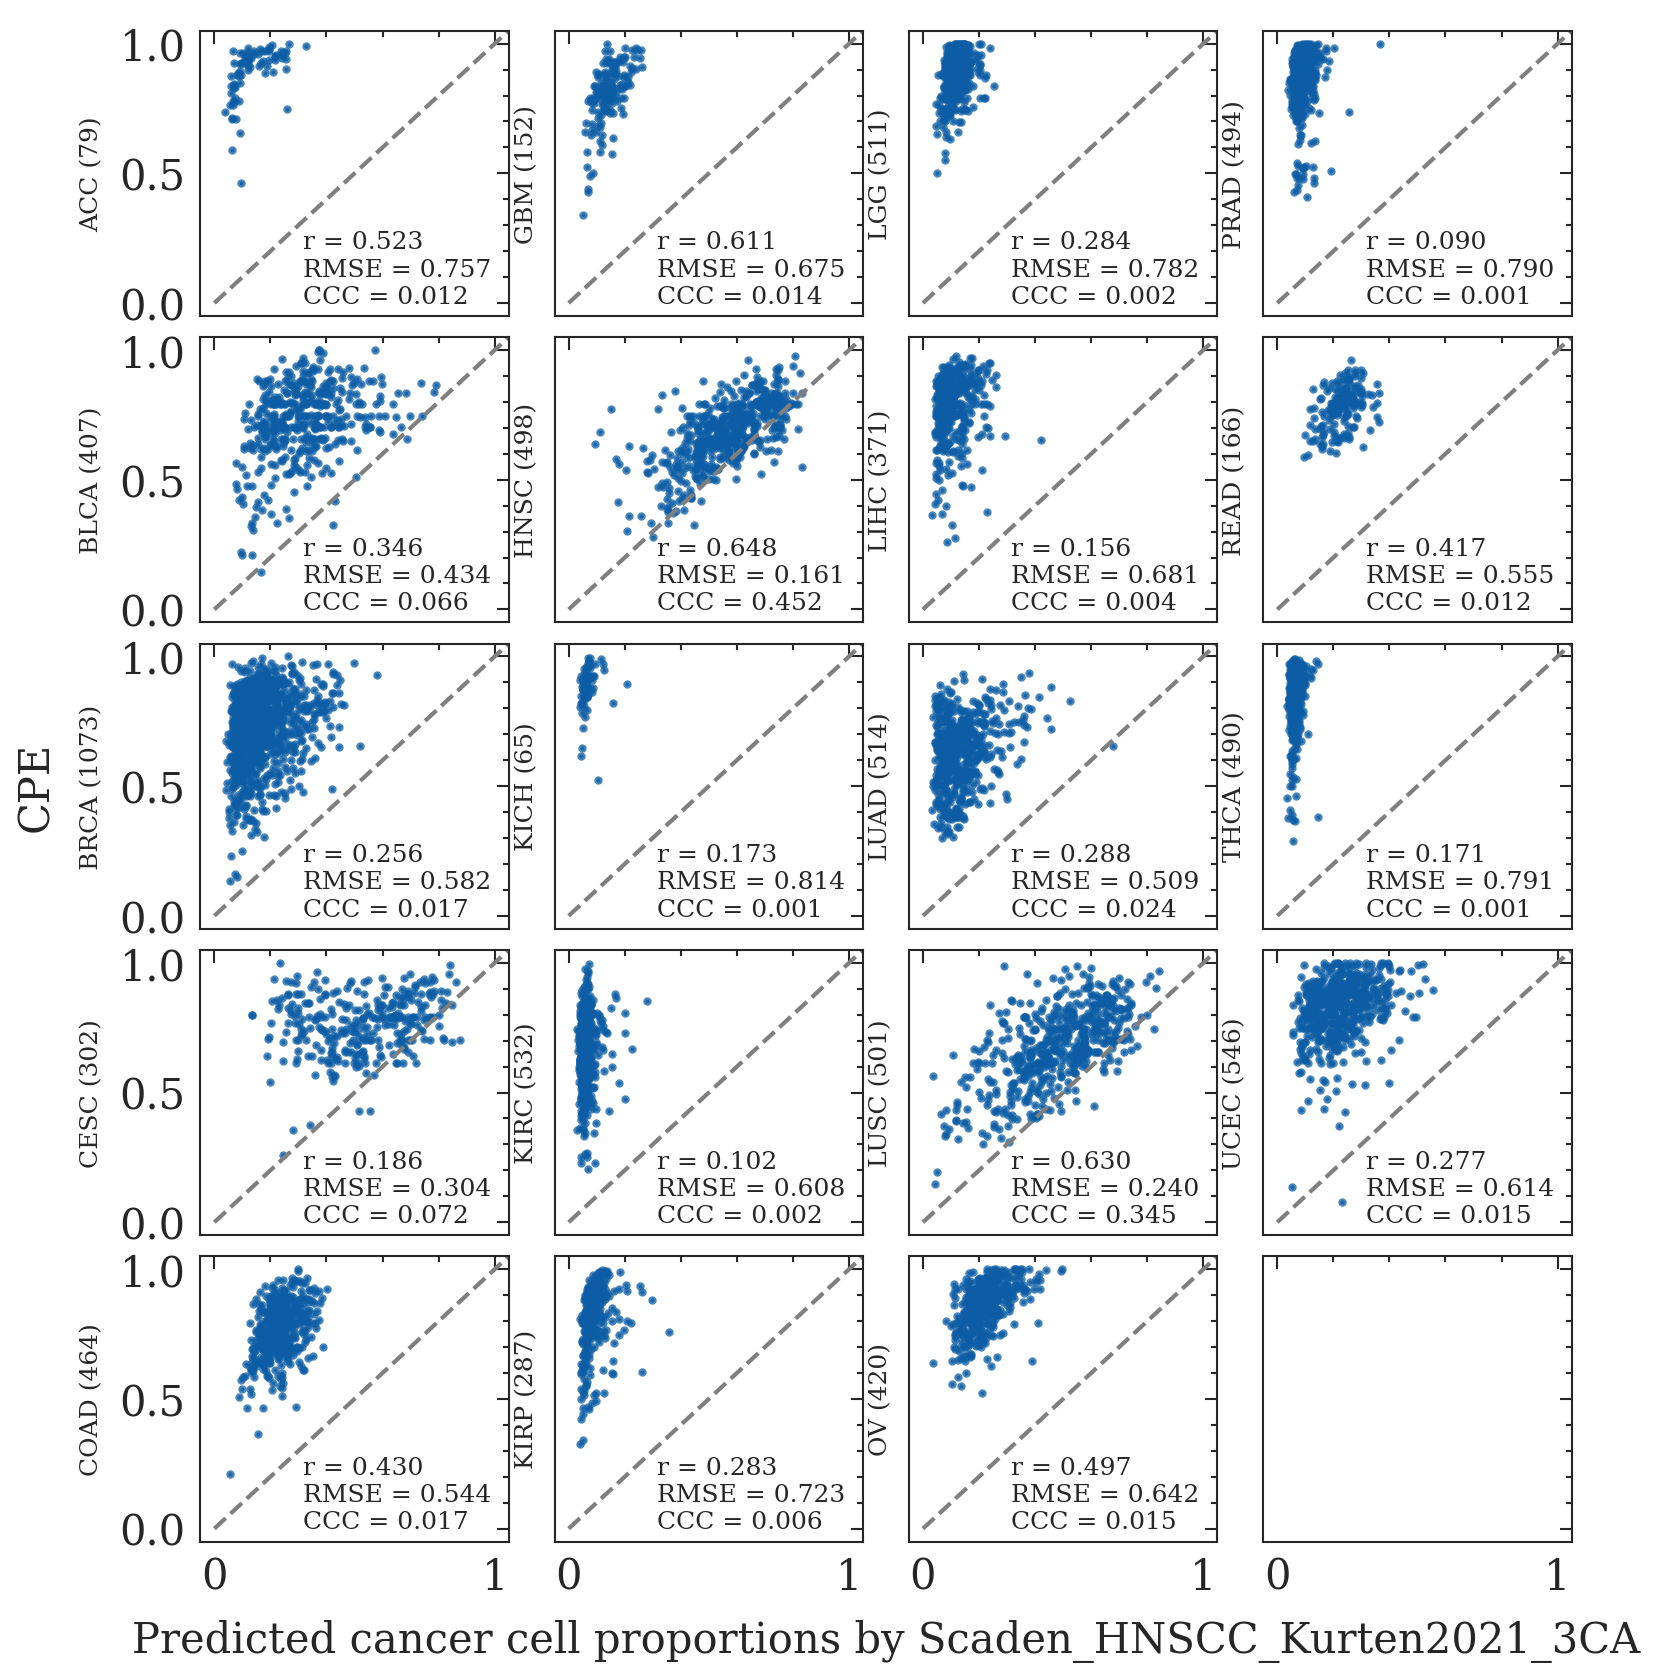 CPE
ACC (79)
1.0
0.5
0.0
r = 0.523
RMSE = 0.757
CCC = 0.012
GBM (152)
r = 0.611
RMSE = 0.675
CCC = 0.014
LGG (511)
r = 0.284
RMSE = 0.782
CCC = 0.002
PRAD (494)
r = 0.090
RMSE = 0.790
CCC = 0.001
BLCA (407)
1.0
0.5
0.0
r = 0.346
RMSE = 0.434
CCC = 0.066
HNSC (498)
r = 0.648
RMSE = 0.161
CCC = 0.452
LIHC (371)
r = 0.156
RMSE = 0.681
CCC = 0.004
READ (166)
r = 0.417
RMSE = 0.555
CCC = 0.012
BRCA (1073)
1.0
0.5
0.0
r = 0.256
RMSE = 0.582
CCC = 0.017
KICH (65)
r = 0.173
RMSE = 0.814
CCC = 0.001
LUAD (514)
r = 0.288
RMSE = 0.509
CCC = 0.024
THCA (490)
r = 0.171
RMSE = 0.791
CCC = 0.001
CESC (302)
1.0
0.5
0.0
r = 0.186
RMSE = 0.304
CCC = 0.072
KIRC (532)
r = 0.102
RMSE = 0.608
CCC = 0.002
LUSC (501)
r = 0.630
RMSE = 0.240
CCC = 0.345
UCEC (546)
r = 0.277
RMSE = 0.614
CCC = 0.015
COAD (464)
1.0
0.5
0.0
r = 0.430
RMSE = 0.544
CCC = 0.017
KIRP (287)
r = 0.283
RMSE = 0.723
CCC = 0.006
OV (420)
r = 0.497
RMSE = 0.642
CCC = 0.015
0 1 0 1 0 1 0 1
Predicted cancer cell proportions by Scaden_HNSCC_Kurten2021_3CA